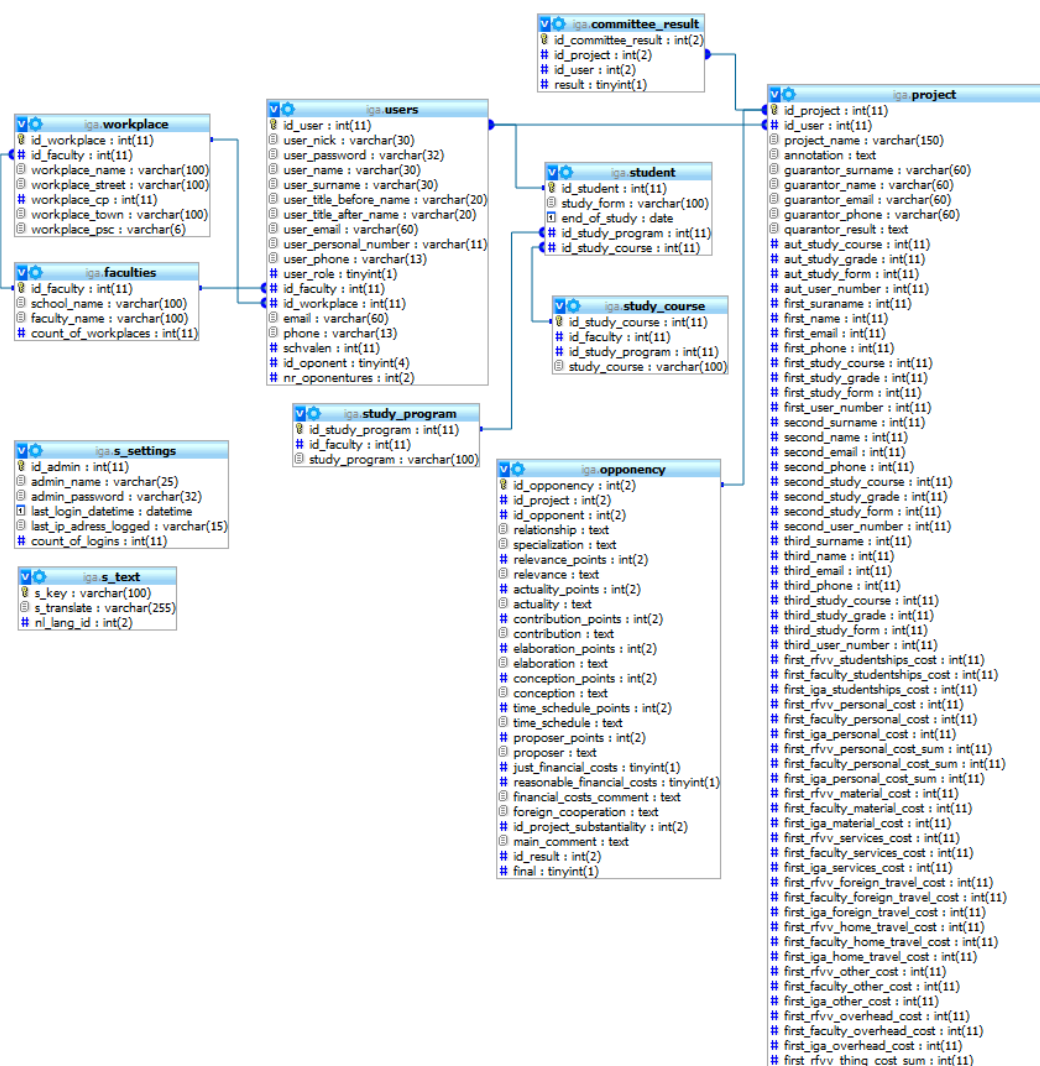 iga.committee_result
id_committee_result : int(2)
id_project : int(2)
id_user : int(2)
result : tinyint(1)
iga.workplace
id_workplace : int(11)
id_faculty : int(11)
workplace_name : varchar(100)
workplace_street : varchar(100)
workplace_cp : int(11)
workplace_town : varchar(100)
workplace_psc : varchar(6)
iga.faculties
id_faculty : int(11)
school_name : varchar(100)
faculty_name : varchar(100)
count_of_workplaces : int(11)
iga.users
id_user : int(11)
user_nick : varchar(30)
user_password : varchar(32)
user_name : varchar(30)
user_surname : varchar(30)
user_title_before_name : varchar(20)
user_title_after_name : varchar(20)
user_email : varchar(60)
user_personal_number : varchar(11)
user_phone : varchar(13)
user_role : tinyint(1)
id_faculty : int(11)
id_workplace : int(11)
email : varchar(60)
phone : varchar(13)
schvalen : int(11)
id_oponent : tinyint(4)
nr_oponentures : int(2)
iga.student
id_student : int(11)
study_form : varchar(100)
end_of_study : date
id_study_program : int(11)
id_study_course : int(11)
iga.study_course
id_study_course : int(11)
id_faculty : int(11)
id_study_program : int(11)
study_course : varchar(100)
iga.study_program
id_study_program : int(11)
id_faculty : int(11)
study_program : varchar(100)
iga.s_settings
id_admin : int(11)
admin_name : varchar(25)
admin_password : varchar(32)
last_login_datetime : datetime
last_ip_adress_logged : varchar(15)
count_of_logins : int(11)
iga.s_text
s_key : varchar(100)
s_translate : varchar(255)
nl_lang_id : int(2)
iga.opponency
id_opponency : int(2)
id_project : int(2)
id_opponent : int(2)
relationship : text
specialization : text
relevance_points : int(2)
relevance : text
actuality_points : int(2)
actuality : text
contribution_points : int(2)
contribution : text
elaboration_points : int(2)
elaboration : text
conception_points : int(2)
conception : text
time_schedule_points : int(2)
time_schedule : text
proposer_points : int(2)
proposer : text
just_financial_costs : tinyint(1)
reasonable_financial_costs : tinyint(1)
financial_costs_comment : text
foreign_cooperation : text
id_project_substantiality : int(2)
main_comment : text
id_result : int(2)
final : tinyint(1)
iga.project
id_project : int(11)
id_user : int(11)
project_name : varchar(150)
annotation : text
guarantor_surname : varchar(60)
guarantor_name : varchar(60)
guarantor_email : varchar(60)
guarantor_phone : varchar(60)
quarantor_result : text
aut_study_course : int(11)
aut_study_grade : int(11)
aut_study_form : int(11)
aut_user_number : int(11)
first_suraname : int(11)
first_name : int(11)
first_email : int(11)
first_phone : int(11)
first_study_course : int(11)
first_study_grade : int(11)
first_study_form : int(11)
first_user_number : int(11)
second_surname : int(11)
second_name : int(11)
second_email : int(11)
second_phone : int(11)
second_study_course : int(11)
second_study_grade : int(11)
second_study_form : int(11)
second_user_number : int(11)
third_surname : int(11)
third_name : int(11)
third_email : int(11)
third_phone : int(11)
third_study_course : int(11)
third_study_grade : int(11)
third_study_form : int(11)
third_user_number : int(11)
first_rfvv_studentships_cost : int(11)
first_faculty_studentships_cost : int(11)
first_iga_studentships_cost : int(11)
first_rfvv_personal_cost : int(11)
first_faculty_personal_cost : int(11)
first_iga_personal_cost : int(11)
first_rfvv_personal_cost_sum : int(11)
first_faculty_personal_cost_sum : int(11)
first_iga_personal_cost_sum : int(11)
first_rfvv_material_cost : int(11)
first_faculty_material_cost : int(11)
first_iga_material_cost : int(11)
first_rfvv_services_cost : int(11)
first_faculty_services_cost : int(11)
first_iga_services_cost : int(11)
first_rfvv_foreign_travel_cost : int(11)
first_faculty_foreign_travel_cost : int(11)
first_iga_foreign_travel_cost : int(11)
first_rfvv_home_travel_cost : int(11)
first_faculty_home_travel_cost : int(11)
first_iga_home_travel_cost : int(11)
first_rfvv_other_cost : int(11)
first_faculty_other_cost : int(11)
first_iga_other_cost : int(11)
first_rfvv_overhead_cost : int(11)
first_faculty_overhead_cost : int(11)
first_iga_overhead_cost : int(11)
first_rfvv_thing_cost_sum : int(11)